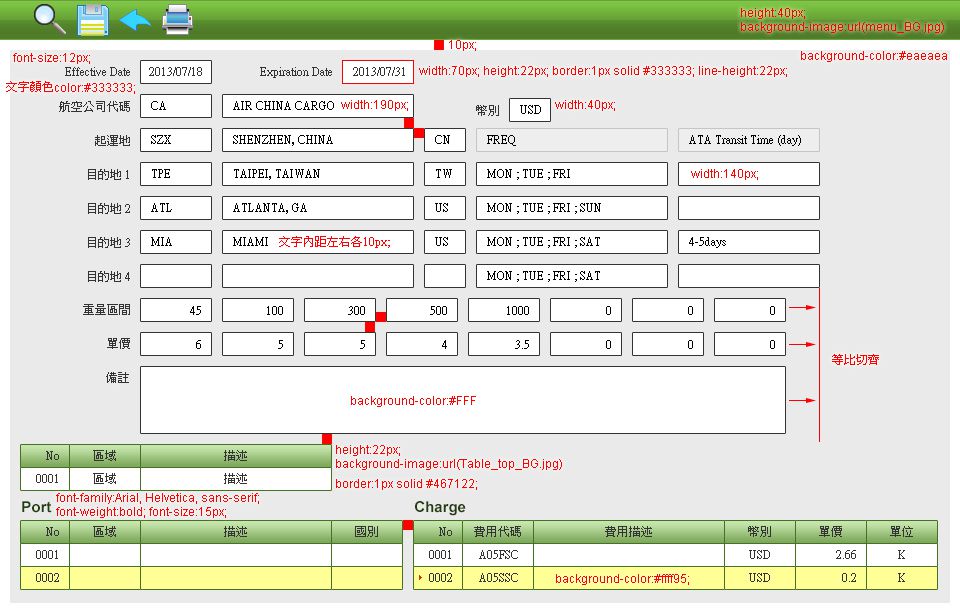 height:40px;
background-image:url(menu_BG.jpg)
10px;
font-size:12px;
background-color:#eaeaea
Effective Date 2013/07/18 Expiration Date 2013/07/31 width:70px; height:22px; border:1px solid #333333; line-height:22px;
文字顏色color:#333333;
航空公司代碼 CA AIR CHINA CARGO width:190px; 幣別 USD width:40px;
起運地 SZX SHENZHEN, CHINA CN FREQ ATA Transit Time (day)
目的地 1 TPE TAIPEI, TAIWAN TW MON ; TUE ; FRI width:140px;
目的地 2 ATL ATLANTA, GA US MON ; TUE ; FRI ; SUN
目的地 3 MIA MIAMI 文字內距左右各10px; US MON ; TUE ; FRI ; SAT 4-5days
目的地 4 MON ; TUE ; FRI ; SAT
重量區間 45 100 300 500 1000 0 0 0
單價 6 5 5 4 3.5 0 0 0
等比切齊
備註
background-color:#FFF
No 區域 描述 height:22px;
background-image:url(Table_top_BG.jpg)
0001 區域 描述 border:1px solid #467122;
Port font-family:Arial, Helvetica, sans-serif;
font-weight:bold; font-size:15px;
Charge
No 區域 描述 國別 No 費用代碼 費用描述 幣別 單價 單位
0001 0001 A05FSC USD 2.66 K
0002 0002 A05SSC background-color:#ffff95; USD 0.2 K